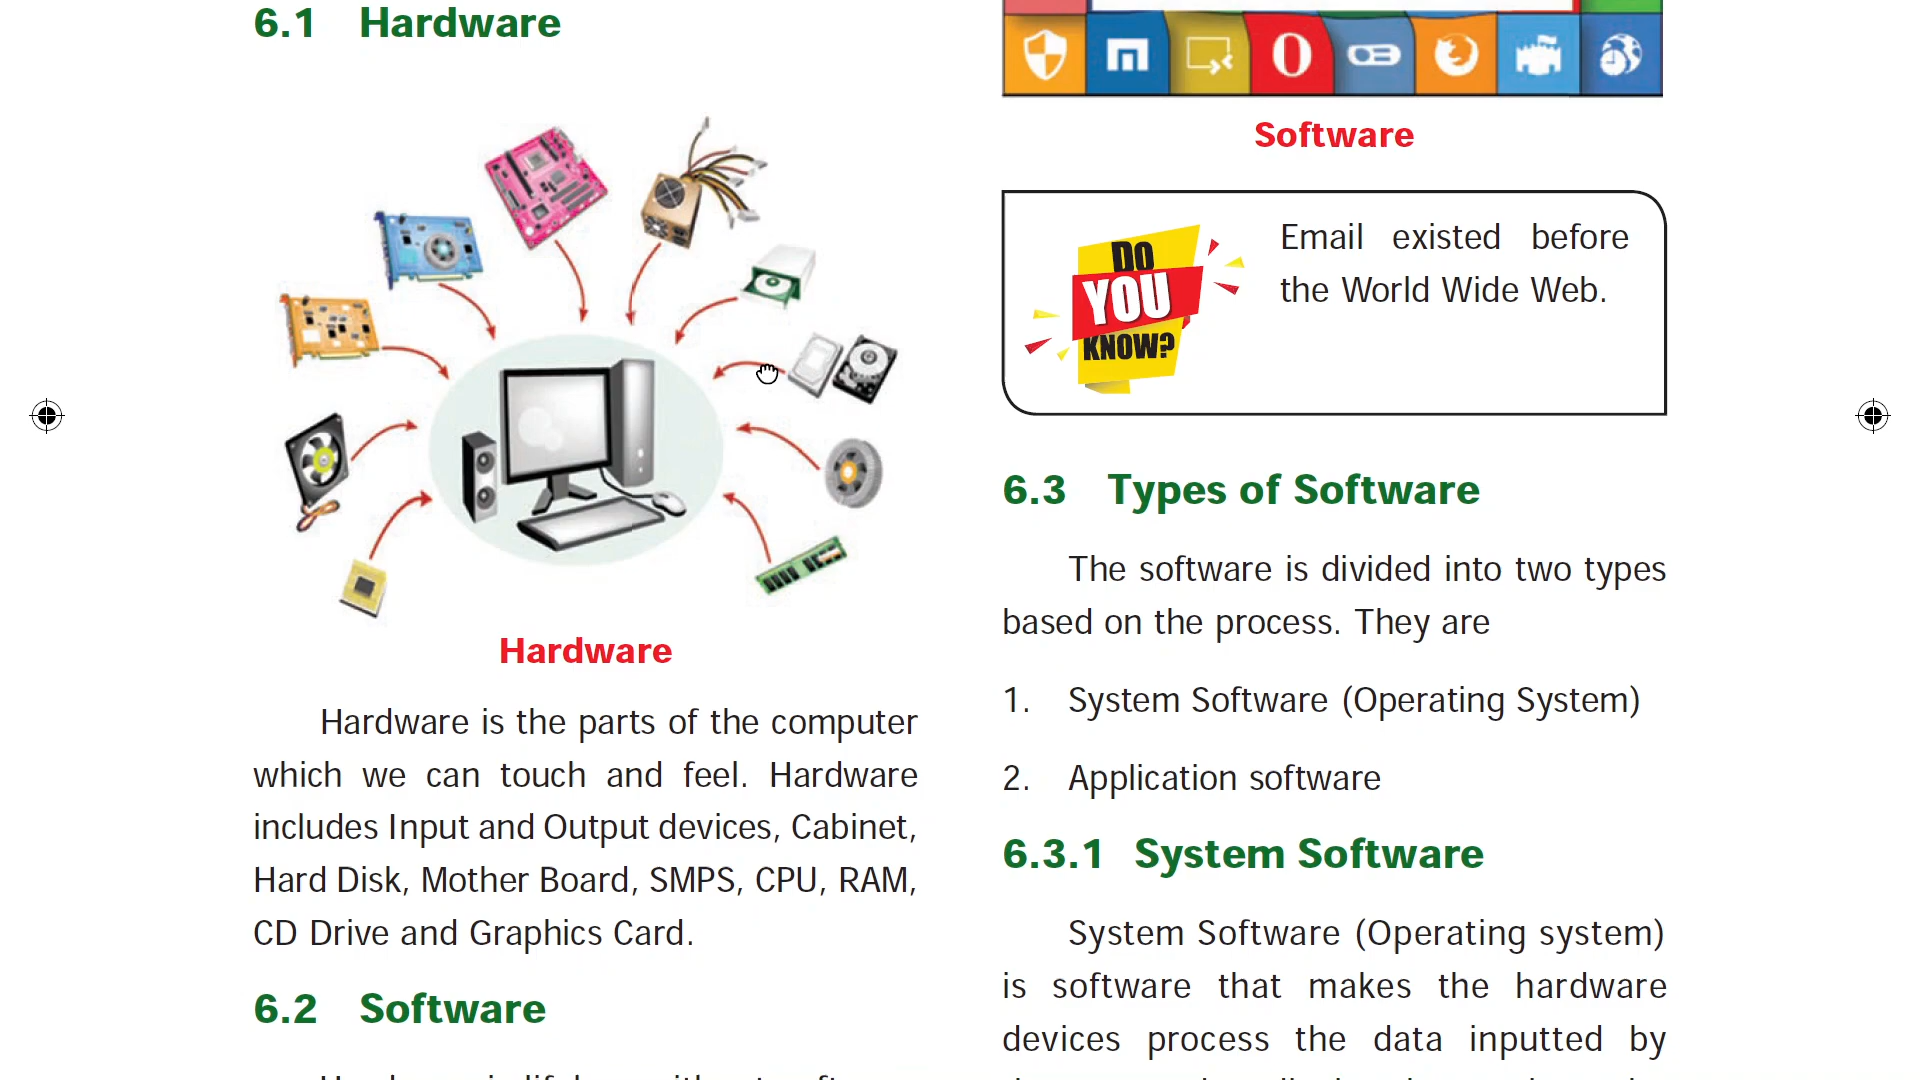 6.1 Hardware
Hardware
Hardware is the parts of the computer
which we can touch and feel. Hardware
includes Input and Output devices, Cabinet,
Hard Disk, Mother Board, SMPS, CPU, RAM,
CD Drive and Graphics Card.
6.2 Software
Software
DO
YOU
KNOW?
Email existed before
the World Wide Web.
6.3 Types of Software
The software is divided into two types
based on the process. They are
1. System Software (Operating System)
2. Application software
6.3.1 System Software
System Software (Operating system)
is software that makes the hardware
devices process the data inputted by